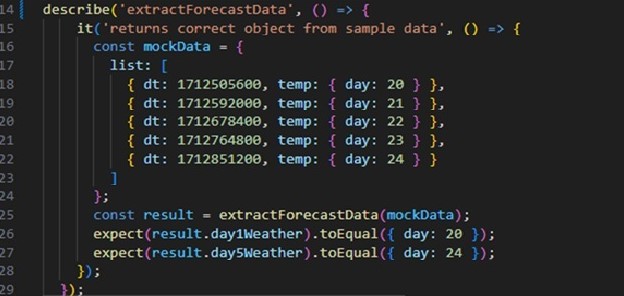 14 describe('extractForecastData', () => {
15 it('returns correct object from sample data', () => {
16 const mockData = {
17 list: [
18 { dt: 1712505600, temp: { day: 20 } },
19 { dt: 1712592000, temp: { day: 21 } },
20 { dt: 1712678400, temp: { day: 22 } },
21 { dt: 1712764800, temp: { day: 23 } },
22 { dt: 1712851200, temp: { day: 24 } }
23 ]
24 };
25 const result = extractForecastData(mockData);
26 expect(result.day1Weather).toEqual({ day: 20 });
27 expect(result.day5Weather).toEqual({ day: 24 });
28 });
29 });